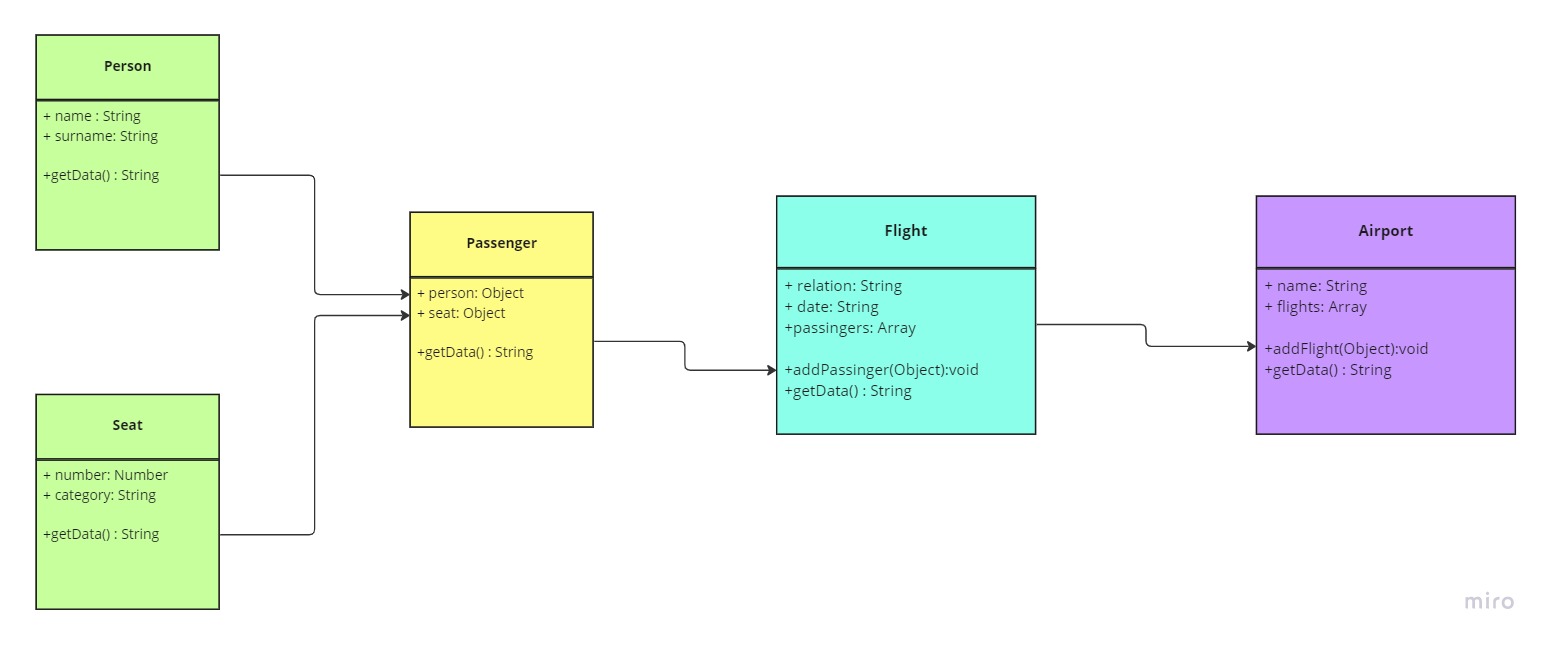 Person
+ name : String
+ surname: String
+getData() : String
Seat
+ number: Number
+ category: String
+getData() : String
Passenger
+ person: Object
+ seat: Object
+getData() : String
Flight
+ relation: String
+ date: String
+passingers: Array
+addPassinger(Object):void
+getData() : String
Airport
+ name: String
+ flights: Array
+addFlight(Object):void
+getData() : String
miro